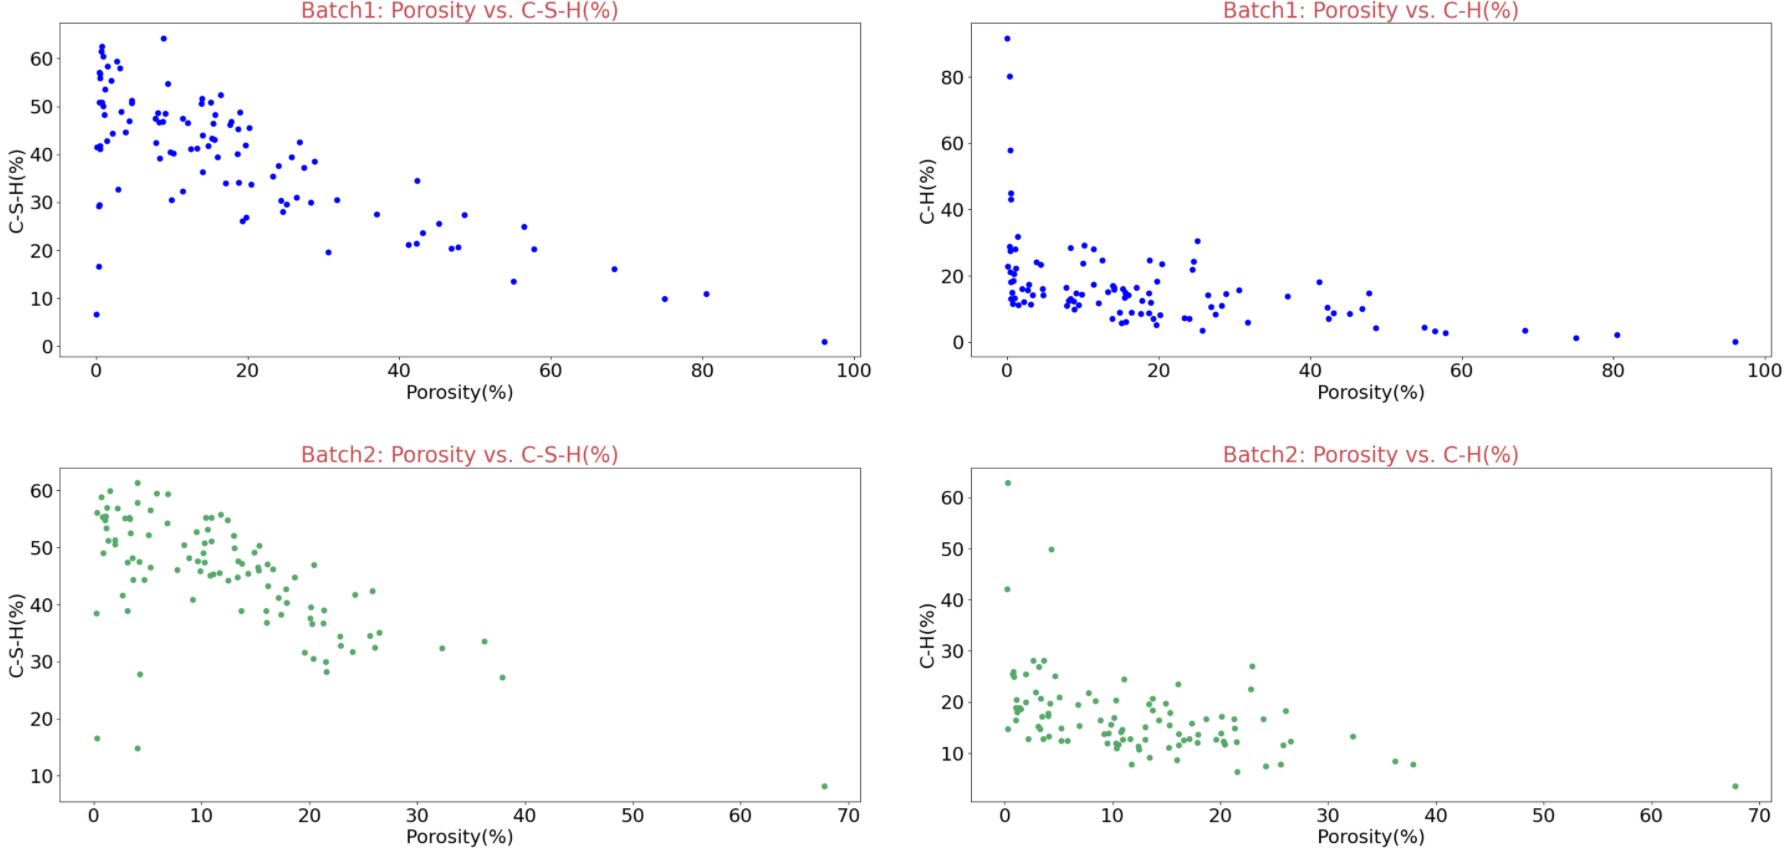 Batch1: Porosity vs. C-S-H(%)
C-S-H(%)
60
50
40
30
20
10
0
0 20 40 60 80 100
Porosity(%)
Batch1: Porosity vs. C-H(%)
C-H(%)
80
60
40
20
0
0 20 40 60 80 100
Porosity(%)
Batch2: Porosity vs. C-S-H(%)
C-S-H(%)
60
50
40
30
20
10
0 10 20 30 40 50 60 70
Porosity(%)
Batch2: Porosity vs. C-H(%)
C-H(%)
60
50
40
30
20
10
0 10 20 30 40 50 60 70
Porosity(%)